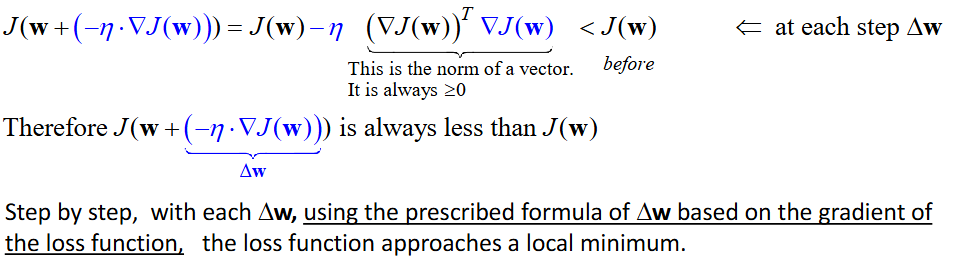 J(w+(−η·∇J(w))) = J(w)−η (∇J(w))ᵀ ∇J(w) < J(w) ⇐ at each step Δw
This is the norm of a vector. before
It is always ≥0
Therefore J(w+(−η·∇J(w))) is always less than J(w)
Δw
Step by step, with each Δw, using the prescribed formula of Δw based on the gradient of
the loss function, the loss function approaches a local minimum.